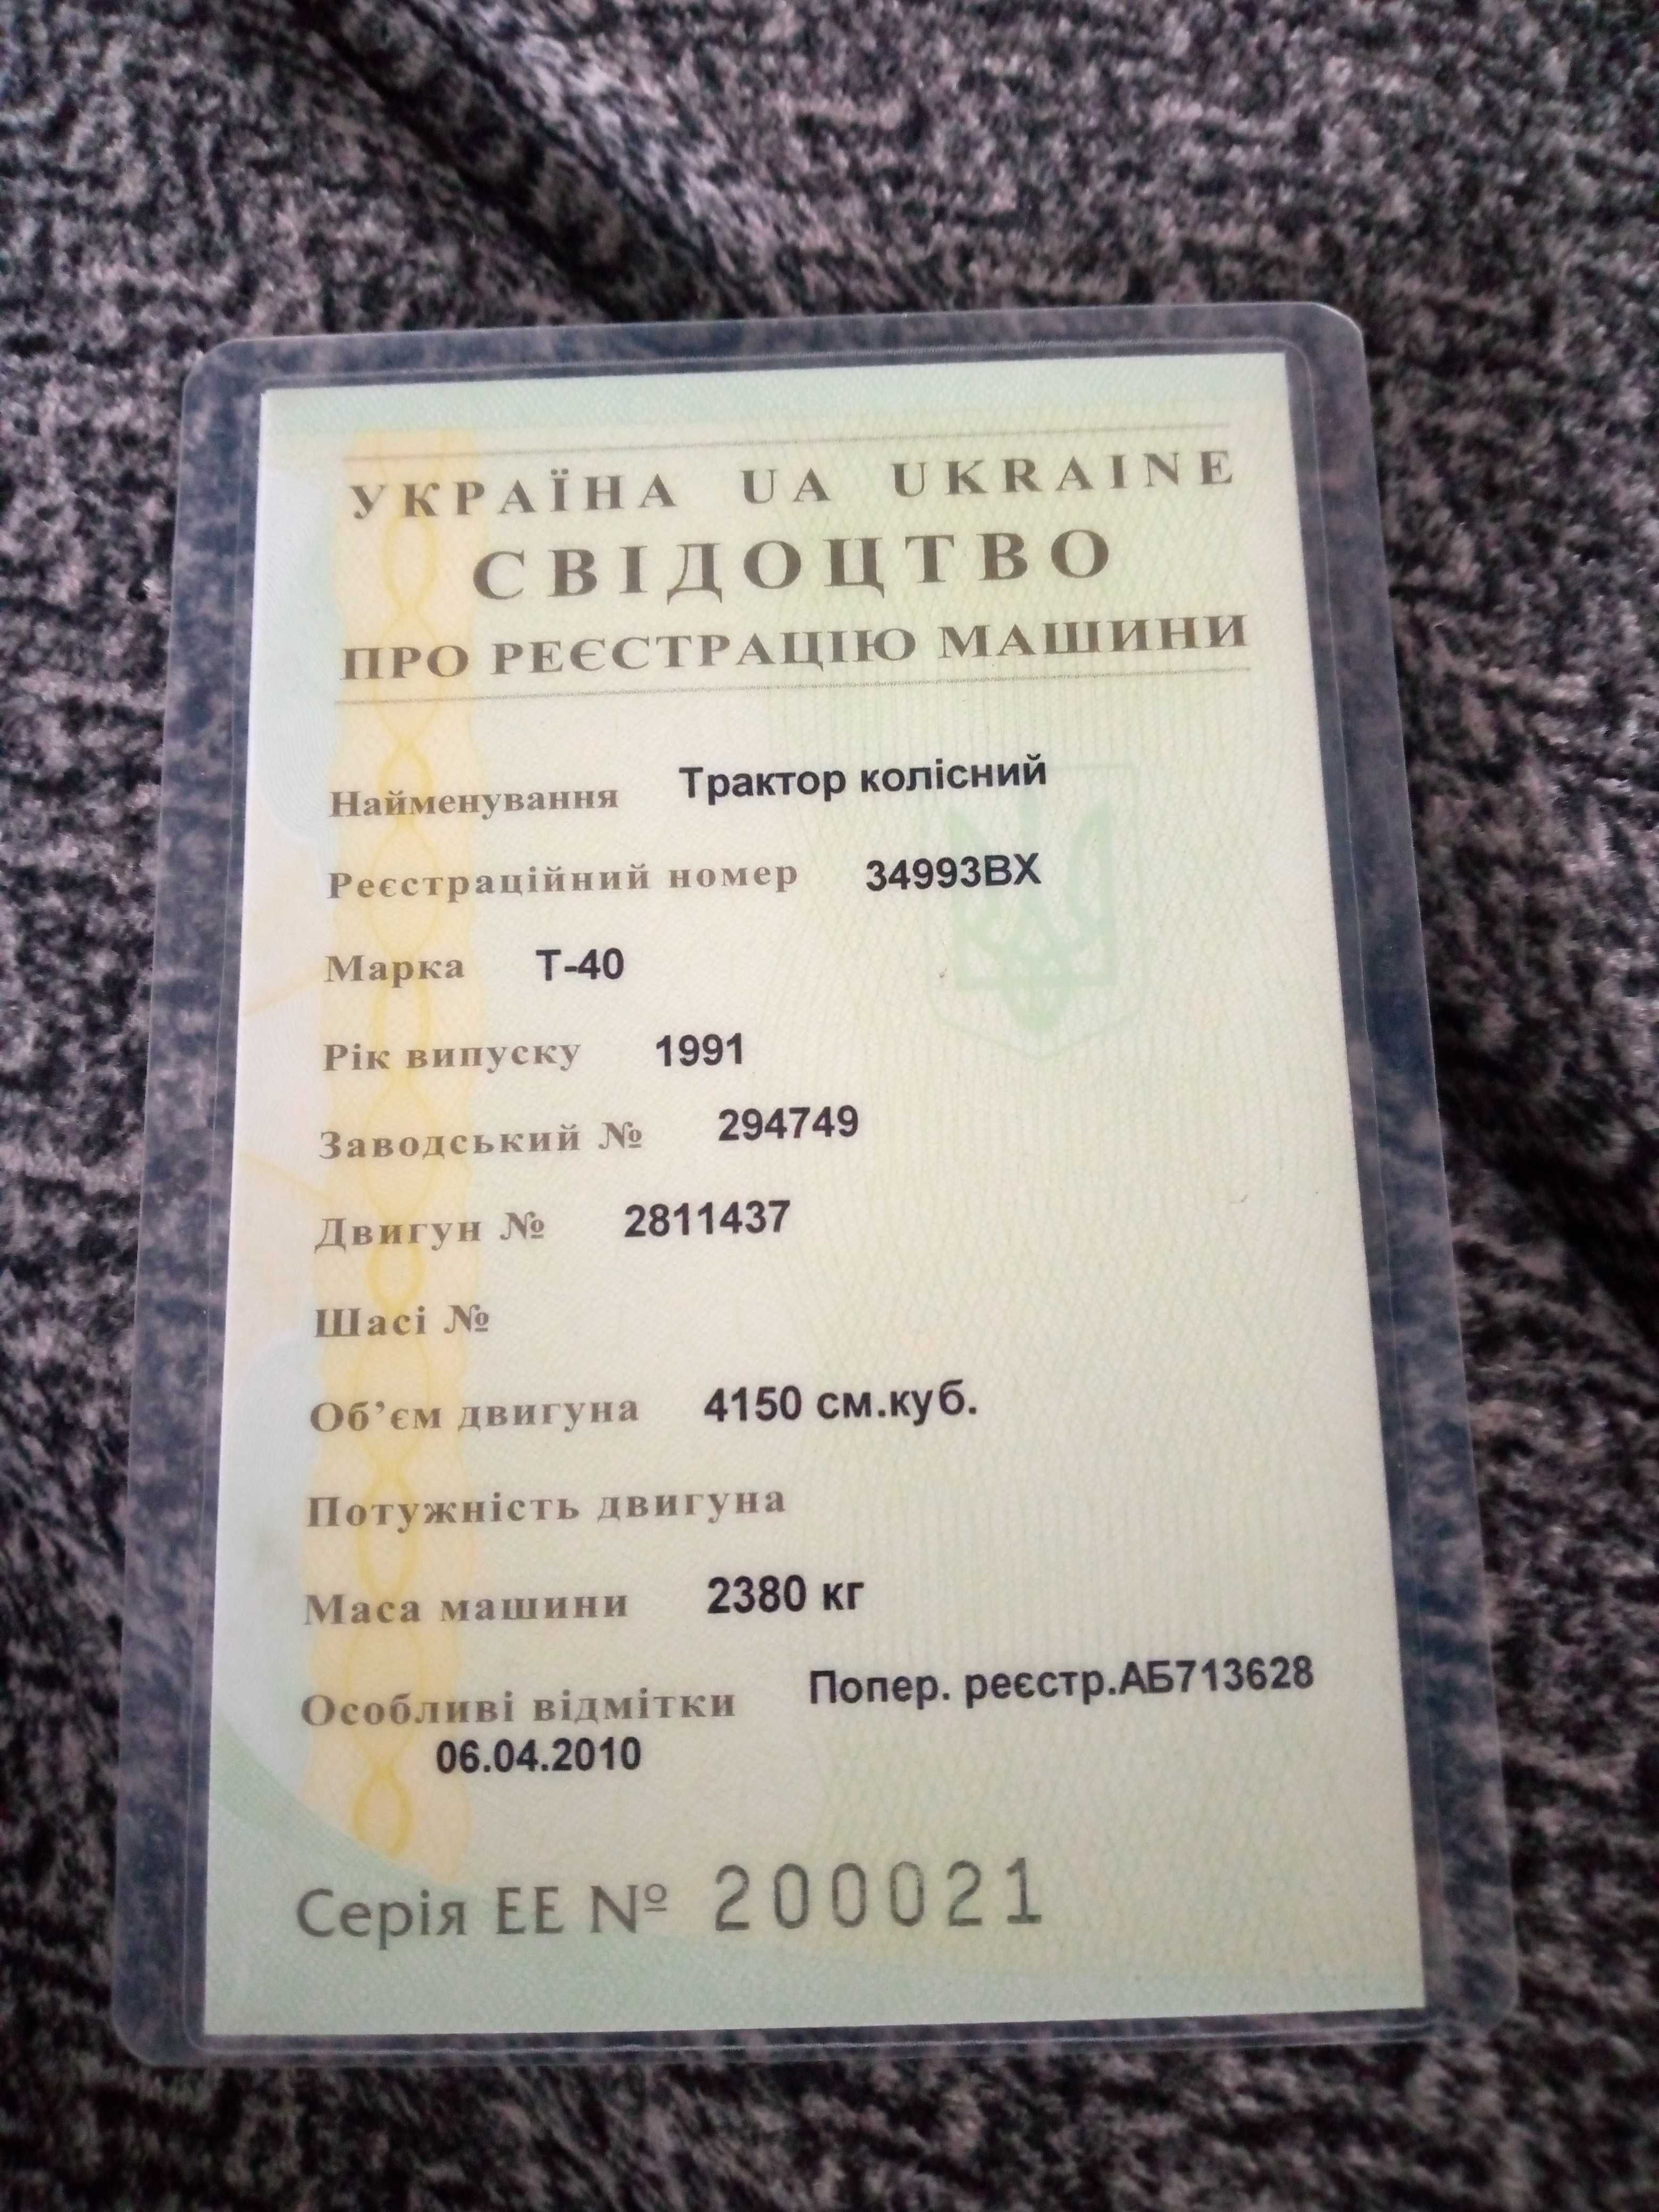 УКРАЇНА UA UKRAINE
СВІДОЦТВО
ПРО РЕЄСТРАЦІЮ МАШИНИ
Найменування Трактор колісний
Реєстраційний номер 34993ВХ
Марка Т-40
Рік випуску 1991
Заводський № 294749
Двигун № 2811437
Шасі №
Об’єм двигуна 4150 см.куб.
Потужність двигуна
Маса машини 2380 кг
Особливі відмітки Попер. реєстр.АБ713628
06.04.2010
Серія ЕЕ № 200021